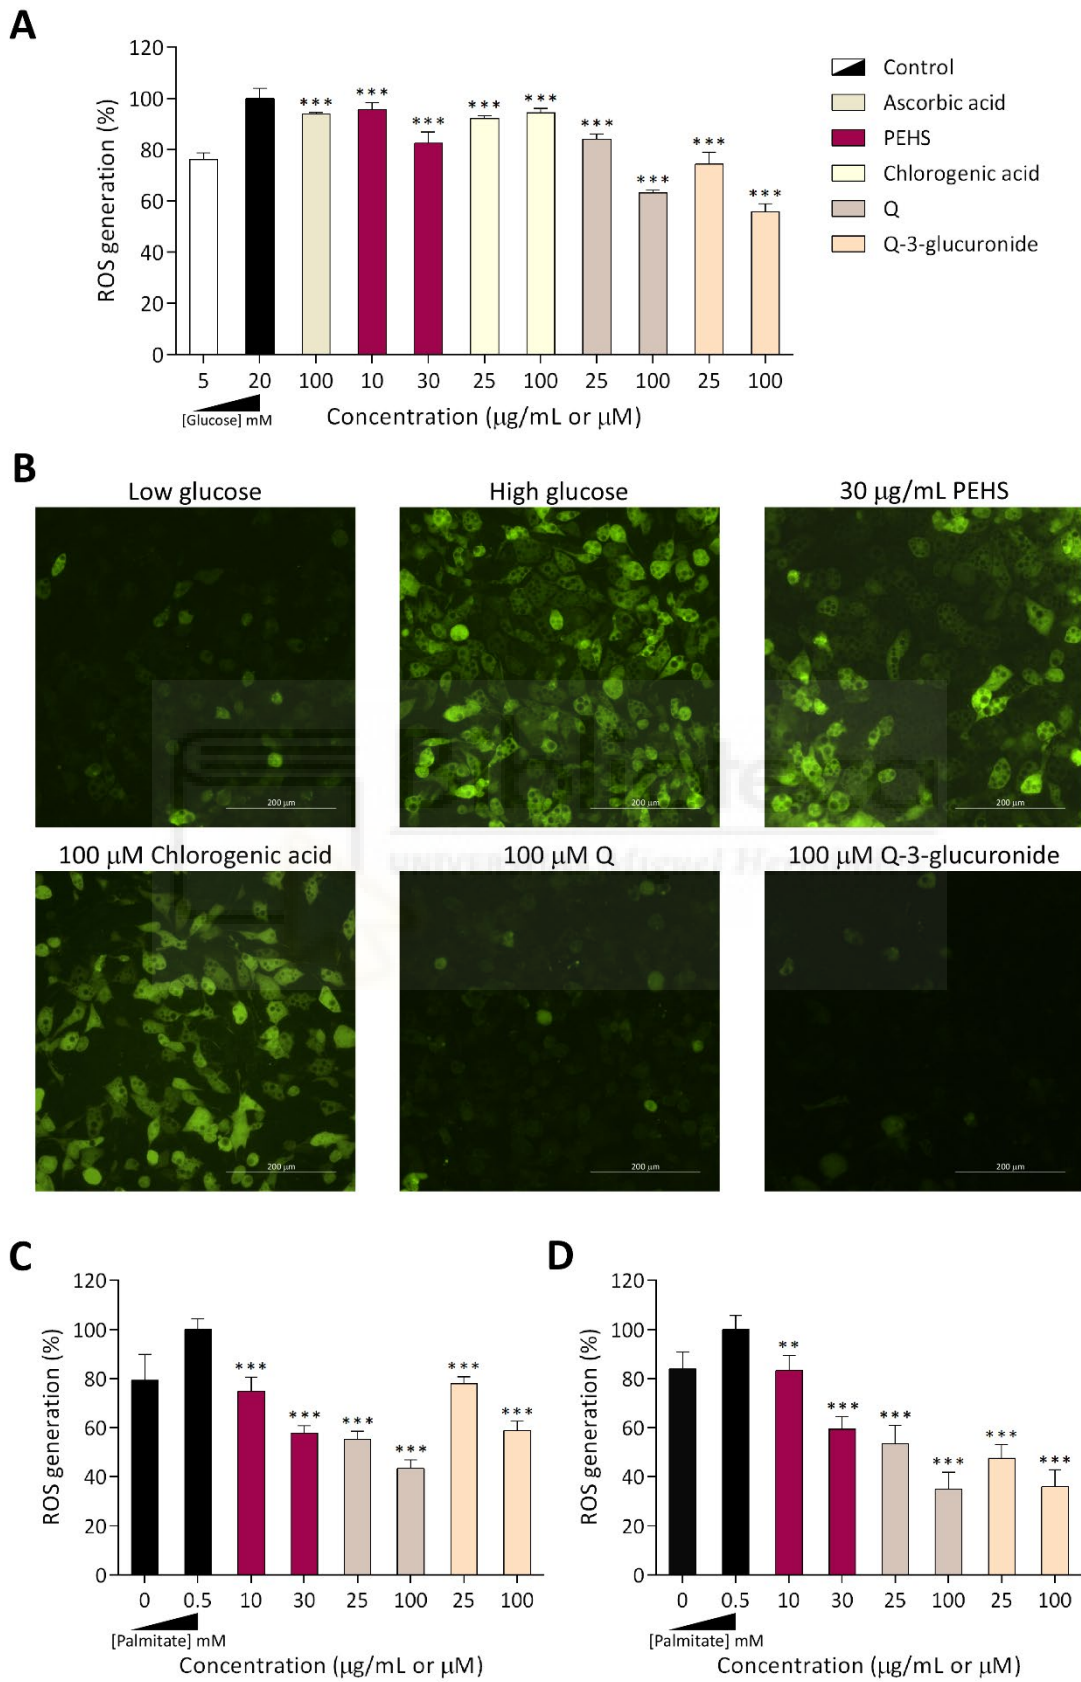 A
120
100
80
60
40
20
0
ROS generation (%)
*** *** *** *** *** *** *** *** ***
5 20 100 10 30 25 100 25 100 25 100
[Glucose] mM
Concentration (μg/mL or μM)
Control
Ascorbic acid
PEHS
Chlorogenic acid
Q
Q-3-glucuronide
B
Low glucose
High glucose
30 μg/mL PEHS
200 μm
200 μm
200 μm
100 μM Chlorogenic acid
100 μM Q
100 μM Q-3-glucuronide
200 μm
200 μm
200 μm
Biblioteca
UNIVERSITAS Miguel Hernández
C
120
100
80
60
40
20
0
ROS generation (%)
*** *** *** *** *** ***
0 0.5 10 30 25 100 25 100
[Palmitate] mM
Concentration (μg/mL or μM)
D
120
100
80
60
40
20
0
ROS generation (%)
** *** *** *** *** ***
0 0.5 10 30 25 100 25 100
[Palmitate] mM
Concentration (μg/mL or μM)